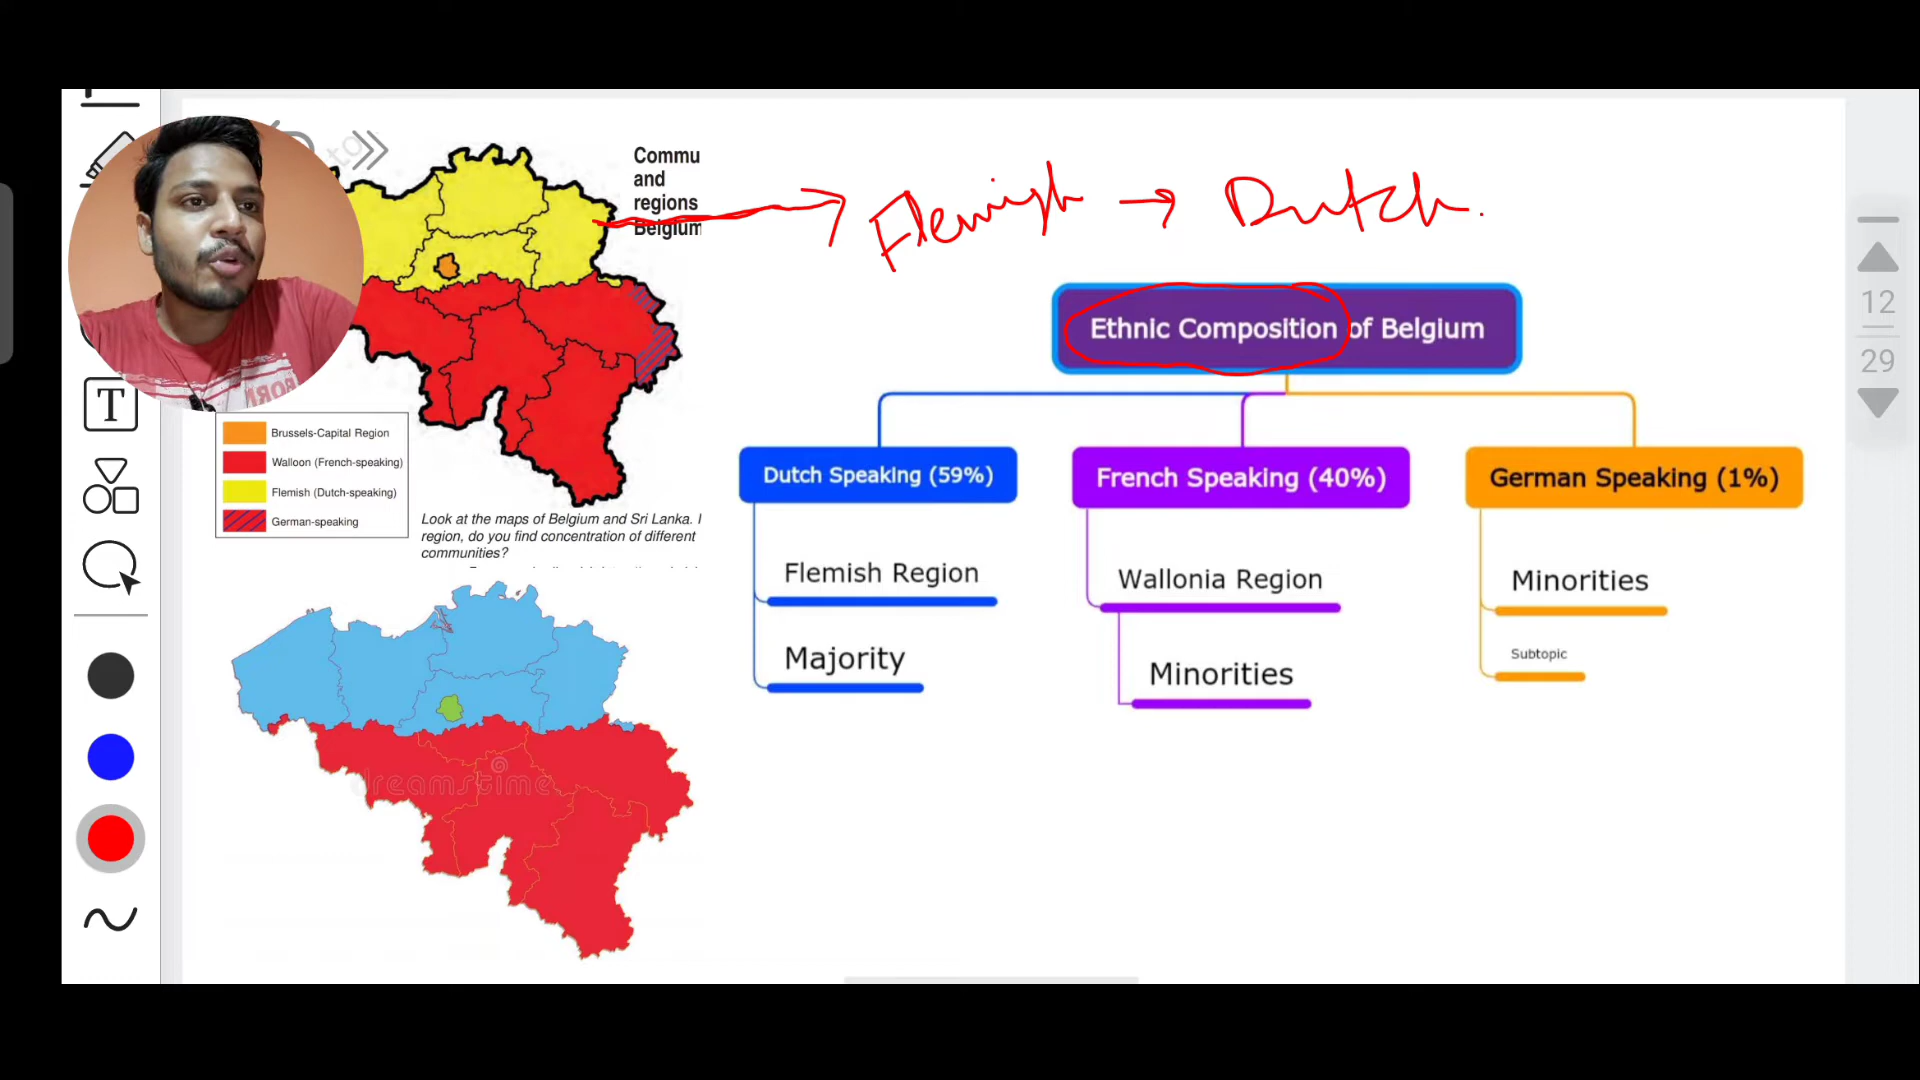 Commu
and
regions
Belgium
Flemish → Dutch.
Ethnic Composition of Belgium
12
29
Dutch Speaking (59%)
French Speaking (40%)
German Speaking (1%)
T
Brussels-Capital Region
Walloon (French-speaking)
Flemish (Dutch-speaking)
German-speaking
Look at the maps of Belgium and Sri Lanka. I
region, do you find concentration of different
communities?
Flemish Region
Wallonia Region
Minorities
Majority
Minorities
Subtopic
dreamstime